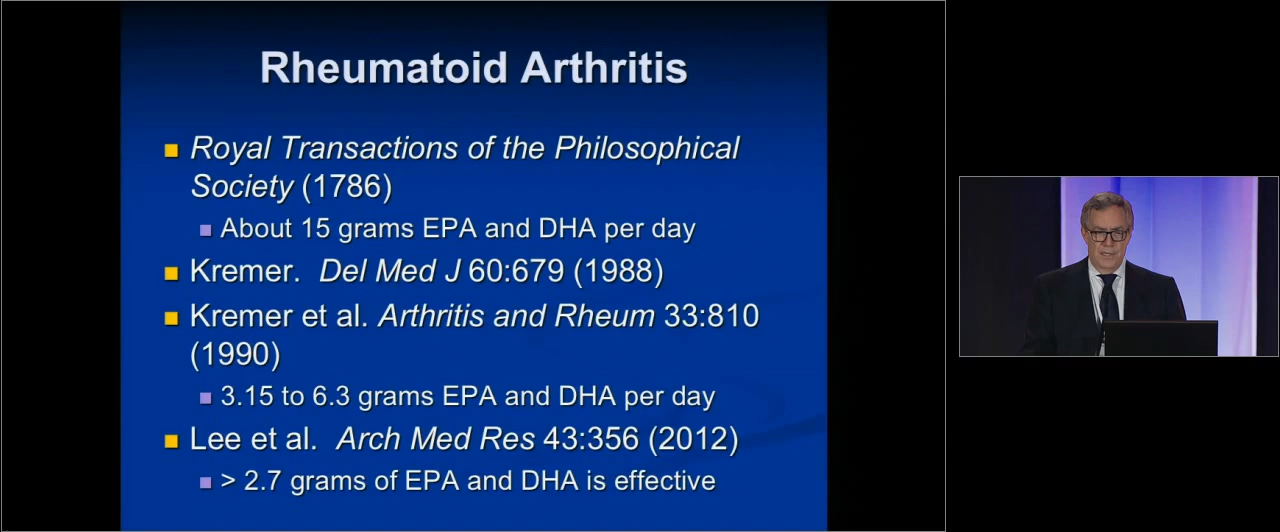 Rheumatoid Arthritis
Royal Transactions of the Philosophical
Society (1786)
About 15 grams EPA and DHA per day
Kremer. Del Med J 60:679 (1988)
Kremer et al. Arthritis and Rheum 33:810
(1990)
3.15 to 6.3 grams EPA and DHA per day
Lee et al. Arch Med Res 43:356 (2012)
> 2.7 grams of EPA and DHA is effective